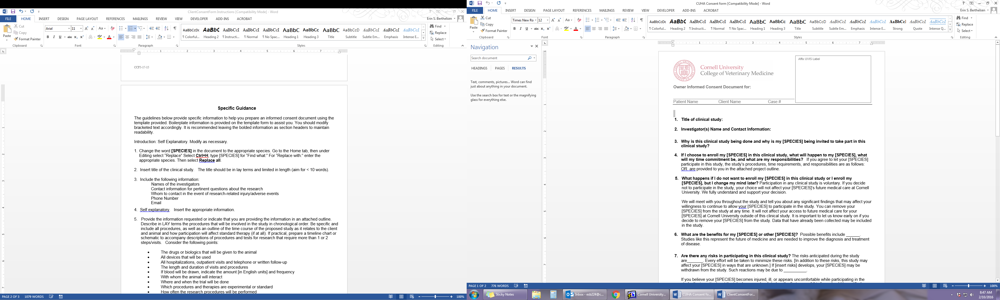 ClientConsentForm Instructions [Compatibility Mode] - Word
FILE HOME INSERT DESIGN PAGE LAYOUT REFERENCES MAILINGS REVIEW VIEW DEVELOPER ADD-INS ACROBAT
Erin S. Berthelsen
Paste
Cut
Copy
Format Painter
Clipboard
Arial 11
Font
Paragraph
AaBbCcDc AaBbC AaBbCcI AaBbCcI AaBbCcI AaBbC AaBbCc AaBbC AaBbCcD AaBbCcL AaBbCcL AaBbCcL
¶ Colorful... Heading 2 ¶ Instructi... ¶ Normal ¶ No Spac... Heading 1 Heading 3 Title Subtitle Subtle Em... Emphasis Intense E...
Styles
Find
Replace
Select
Editing
CCF5-17-15
Specific Guidance
The guidelines below provide specific information to help you prepare an informed consent document using the
template provided. Boilerplate information is provided on the template form to assist you. You should modify
bracketed text accordingly. It is recommended leaving the bolded information as section headers to maintain
readability.
Introduction: Self Explanatory. Modify as necessary.
1. Change the word [SPECIES] in the document to the appropriate species. Go to the Home tab, then under
Editing select "Replace" Select Ctrl+H, type [SPECIES] for "Find what:" For "Replace with:" enter the
appropriate species. Then select Replace all.
2. Insert title of the clinical study. The title should be in lay terms and limited in length (aim for < 10 words).
3. Include the following information:
Names of the investigators
Contact information for pertinent questions about the research
Whom to contact in the event of research-related injury/adverse events
Phone Number
Email
4. Self explanatory. Insert the appropriate information.
5. Provide the information requested or indicate that you are providing the information in an attached outline.
Describe in LAY terms the procedures that will be involved in the study in chronological order. Be specific and
include all procedures, as well as an outline of the time course of the proposed study as it relates to the client
and animal and how participation will affect standard therapy (if at all). If practical, prepare a timeline chart or
schematic to accompany descriptions of procedures and tests for research that require more than 1 or 2
steps/visits. Consider the following points:
• The drugs or biologics that will be given to the animal
• All devices that will be used
• All hospitalizations, outpatient visits and telephone or written follow-up
• The length and duration of visits and procedures
• If blood will be drawn, indicate the amount [in English units] and frequency
• With whom the animal will interact
• Where and when the trial will be done
• Which procedures and therapies are experimental or standard
• How often the research procedures will be performed
PAGE 2 OF 3 1079 WORDS
100%
CUHA Consent form [Compatibility Mode] - Word
FILE HOME INSERT DESIGN PAGE LAYOUT REFERENCES MAILINGS REVIEW VIEW DEVELOPER ADD-INS ACROBAT
Erin S. Berthelsen
Paste
Cut
Copy
Format Painter
Clipboard
Times New Ro 12
Font
Paragraph
AaBbCcDc AaBbC AaBbCcI AaBbCcI AaBbCcI AaBbC AaBbCc AaBbC AaBbCcD AaBbCcL AaBbCcL AaBbCcL AaBbCcl AaBbCcL AaBbCcL
¶ Colorful... Heading 2 ¶ Instructi... ¶ Normal ¶ No Spac... Heading 1 Heading 3 Title Subtitle Subtle Em... Emphasis Intense E... Strong Quote Intense Q...
Styles
Find
Replace
Select
Editing
Navigation
Search document
HEADINGS PAGES RESULTS
Text, comments, pictures... Word can find
just about anything in your document.
Use the search box for text or the magnifying
glass for everything else.
Cornell University
College of Veterinary Medicine
Affix UVIS Label
Owner Informed Consent Document for:
Patient Name Client Name Case #
1. Title of clinical study:
2. Investigator(s) Name and Contact Information:
3. Why is this clinical study being done and why is my [SPECIES] being invited to take part in this
clinical study?
4. If I choose to enroll my [SPECIES] in this clinical study, what will happen to my [SPECIES], what
will my time commitment be, and what are my responsibilities? If you agree to let your [SPECIES]
participate in this study, the study's procedures, time requirements, and responsibilities are as follows:
OR are provided to you in the attached project outline.
5. What happens if I do not want to enroll my [SPECIES] in this clinical study or I enroll my
[SPECIES], but I change my mind later? Participation in any clinical study is voluntary. If you decide
not to participate in the study, your choice will not affect your [SPECIES]'s future medical care at Cornell
University. We fully understand and support your decision.
We will meet with you throughout the study and tell you about any significant findings that may affect your
willingness to continue to allow your [SPECIES] to participate in the study. You can remove your
[SPECIES] from the study at any time. It will not affect your access to future medical care for your
[SPECIES] at Cornell University outside of this clinical study. It is important to let us know early on if you
decide to remove your [SPECIES] from the study. Data that have already been collected may be included
in the study.
6. What are the benefits for my [SPECIES] or other [SPECIES]? Possible benefits include ______.
Studies like this represent the future of medicine and are needed to improve the diagnosis and treatment
of disease.
7. Are there any risks in participating in this clinical study? The risks anticipated during the study
are_______. Every effort will be taken to minimize these risks. [In addition to these risks, this study may
affect your [SPECIES] in ways that are unknown.] If [insert risks] develops, your [SPECIES] may be
withdrawn from the study. Such reactions may be due to __________.
If you believe your [SPECIES] becomes injured, ill, or appears uncomfortable while participating in the
PAGE 1 OF 2 776 WORDS
100%
Sticky Notes
Inbox - esb224@c...
Cornell University...
CUHA Consent fo...
ClientConsentFor...
8:47 AM
2/10/2016